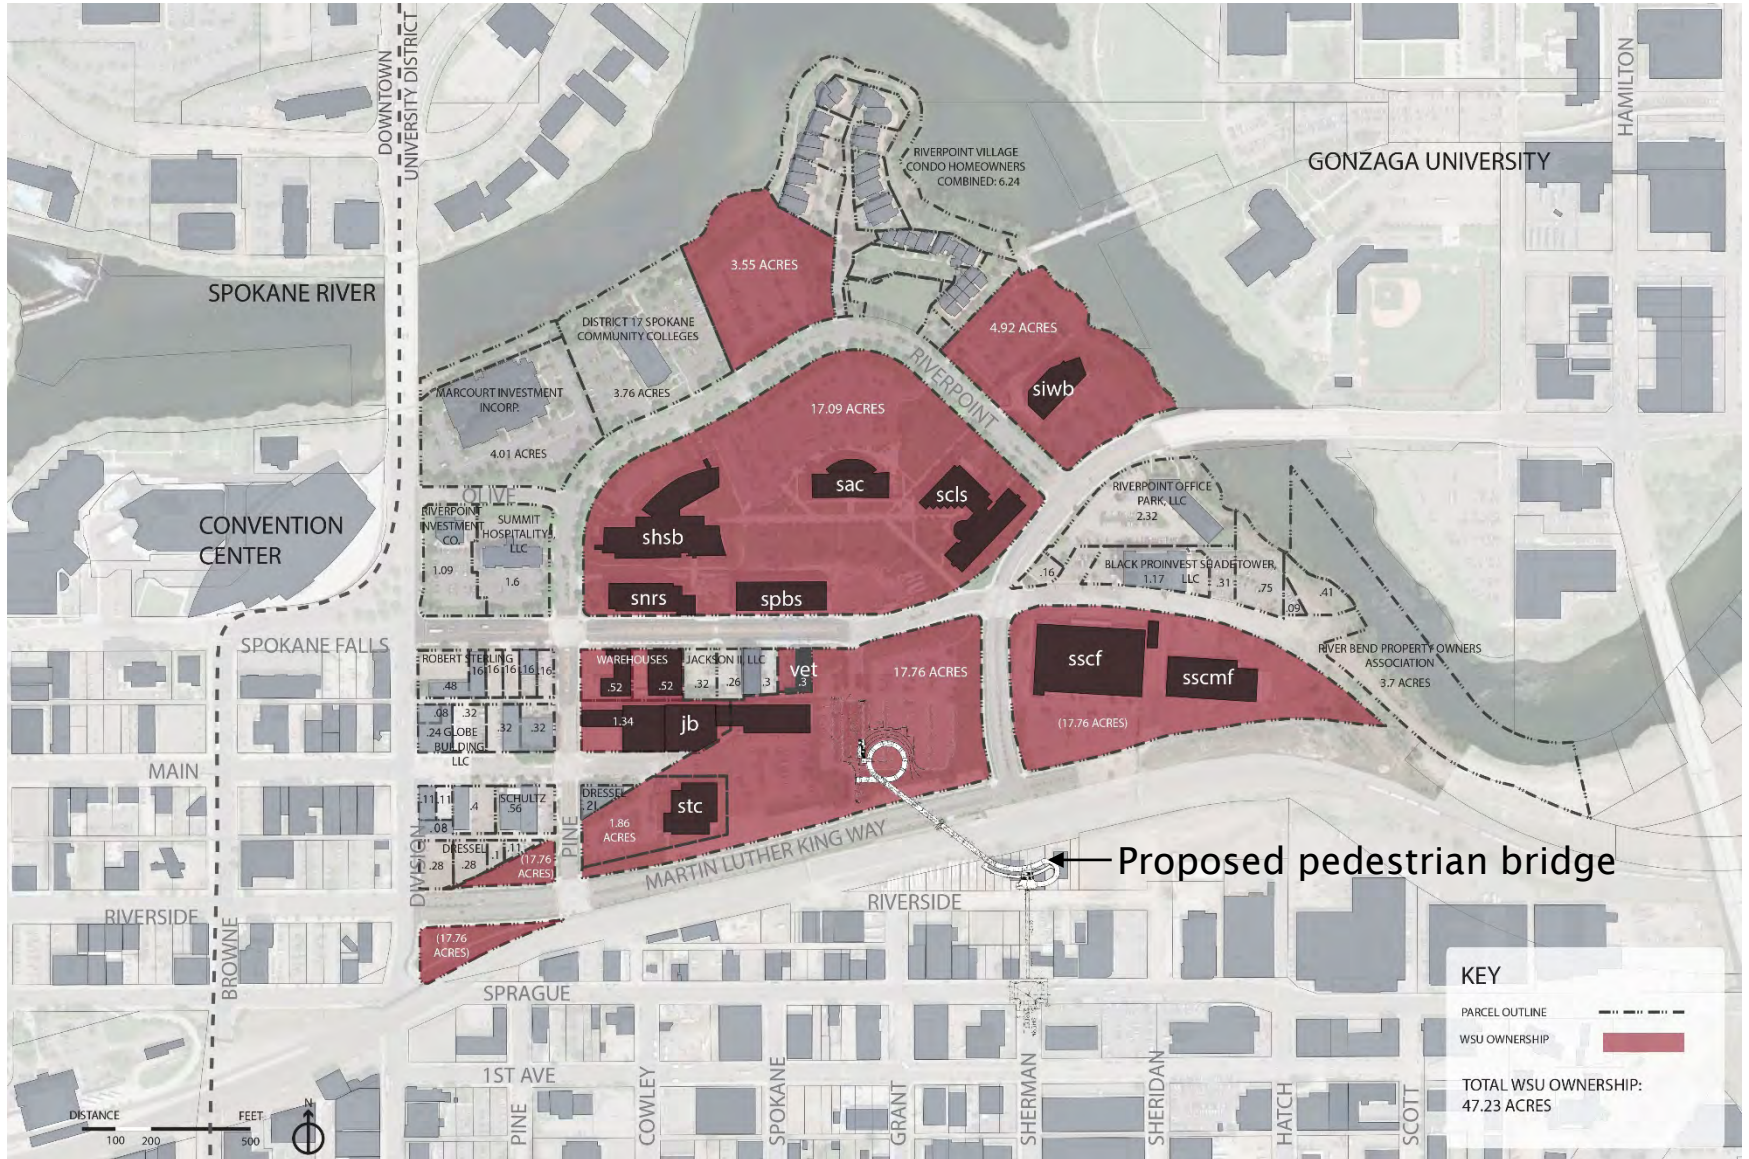 DOWNTOWN
UNIVERSITY DISTRICT
HAMILTON
GONZAGA UNIVERSITY
RIVERPOINT VILLAGE
CONDO HOMEOWNERS
COMBINED: 6.24
SPOKANE RIVER
3.55 ACRES
4.92 ACRES
siwb
DISTRICT 17 SPOKANE
COMMUNITY COLLEGES
3.76 ACRES
MARCOURT INVESTMENT
INCORP.
4.01 ACRES
RIVERPOINT
17.09 ACRES
sac
scls
shsb
snrs
spbs
OLIVE
RIVERPOINT
INVESTMENT
CO.
1.09
SUMMIT
HOSPITALITY,
LLC
1.6
CONVENTION
CENTER
RIVERPOINT OFFICE
PARK, LLC
2.32
.16
BLACK PROINVEST SHADETOWER,
LLC
1.17
.31
.75
.09
.41
SPOKANE FALLS
ROBERT STERLING
.48
.16
.16
.16
.16
.16
WAREHOUSES
.52
.52
JACKSON II, LLC
.32
.26
.3
vet
.3
17.76 ACRES
sscf
sscmf
(17.76 ACRES)
RIVER BEND PROPERTY OWNERS
ASSOCIATION
3.7 ACRES
.08
.32
.24
GLOBE
BUILDING
LLC
.32
.32
1.34
jb
MAIN
.11
.11
.08
.4
SCHULTZ
.56
DRESSEL
.21
1.86
ACRES
stc
DIVISION
DRESSEL
.28
.28
.1
.11
(17.76
ACRES)
PINE
MARTIN LUTHER KING WAY
Proposed pedestrian bridge
RIVERSIDE
RIVERSIDE
BROWNE
(17.76
ACRES)
SPRAGUE
1ST AVE
PINE
COWLEY
SPOKANE
GRANT
SHERMAN
SHERIDAN
HATCH
SCOTT
KEY
PARCEL OUTLINE
WSU OWNERSHIP
TOTAL WSU OWNERSHIP:
47.23 ACRES
DISTANCE
FEET
100
200
500
N